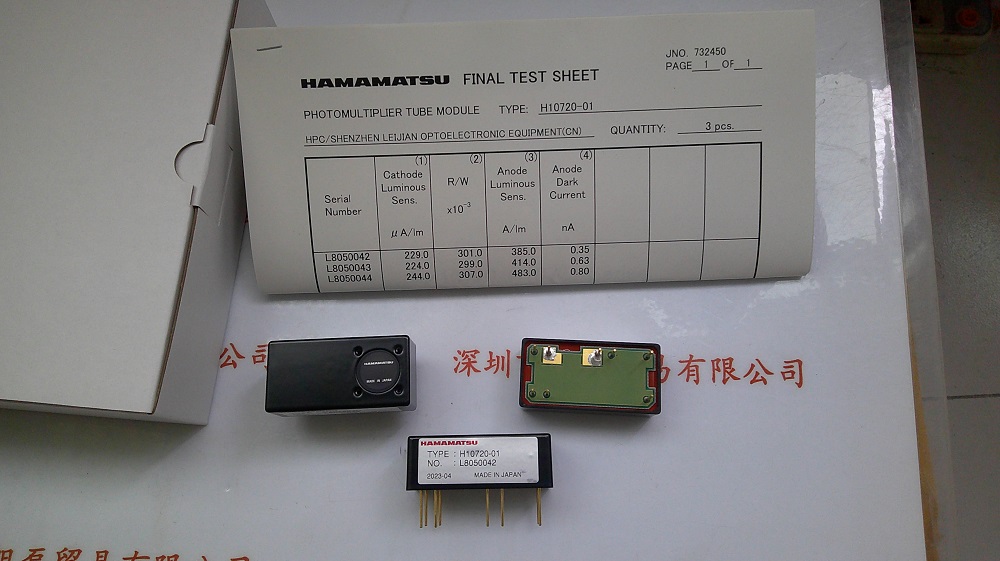 JNO. 732450
PAGE 1 OF 1
HAMAMATSU FINAL TEST SHEET
PHOTOMULTIPLIER TUBE MODULE TYPE: H10720-01
HPC/SHENZHEN LEIJIAN OPTOELECTRONIC EQUIPMENT(CN) QUANTITY: 3 pcs.
(1) (2) (3) (4)
Serial Number Cathode Luminous Sens. R/W Anode Luminous Sens. Anode Dark Current
μA/lm x10⁻³ A/lm nA
L8050042 229.0 301.0 385.0 0.35
L8050043 224.0 299.0 414.0 0.63
L8050044 244.0 307.0 483.0 0.80
公司
深圳 有限公司
HAMAMATSU
MADE IN JAPAN
HAMAMATSU
TYPE : H10720-01
NO. : L8050042
2023-04 MADE IN JAPAN
贸易有限